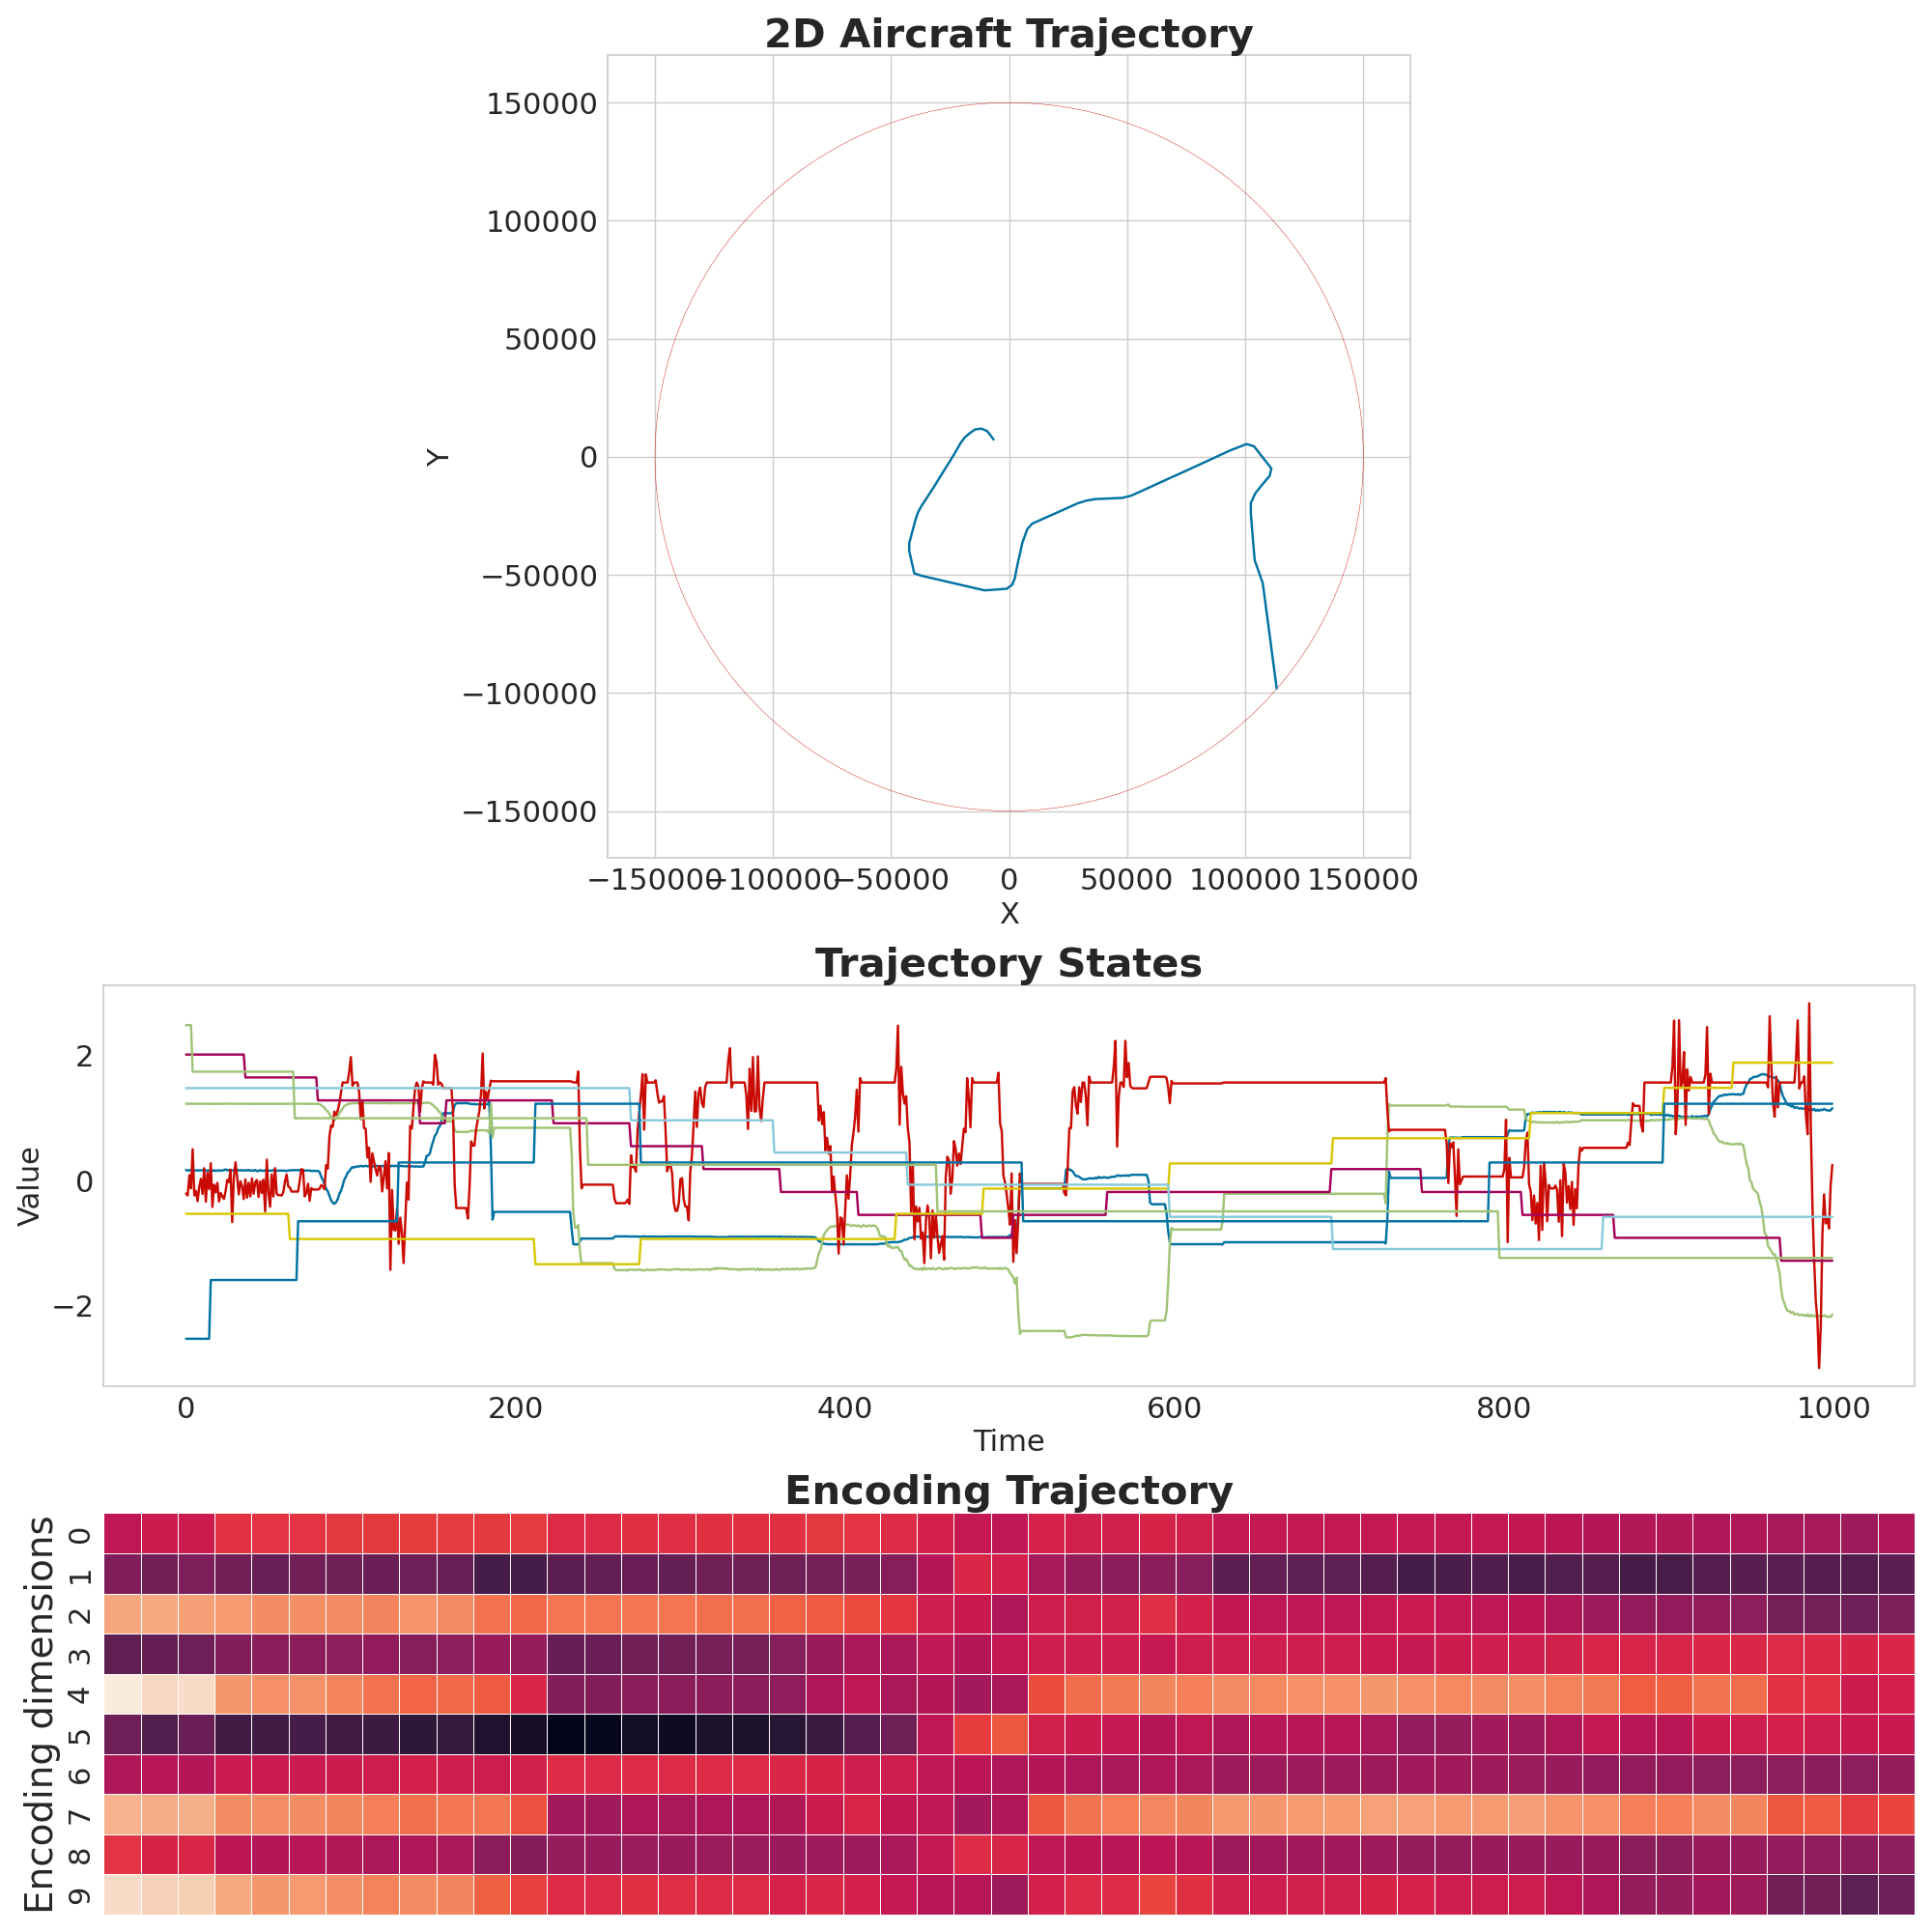 2D Aircraft Trajectory
150000
100000
50000
0
−50000
−100000
−150000
Y
−150000 −100000 −50000 0 50000 100000 150000
X
Trajectory States
2
0
−2
Value
0 200 400 600 800 1000
Time
Encoding Trajectory
0
1
2
3
4
5
6
7
8
9
Encoding dimensions